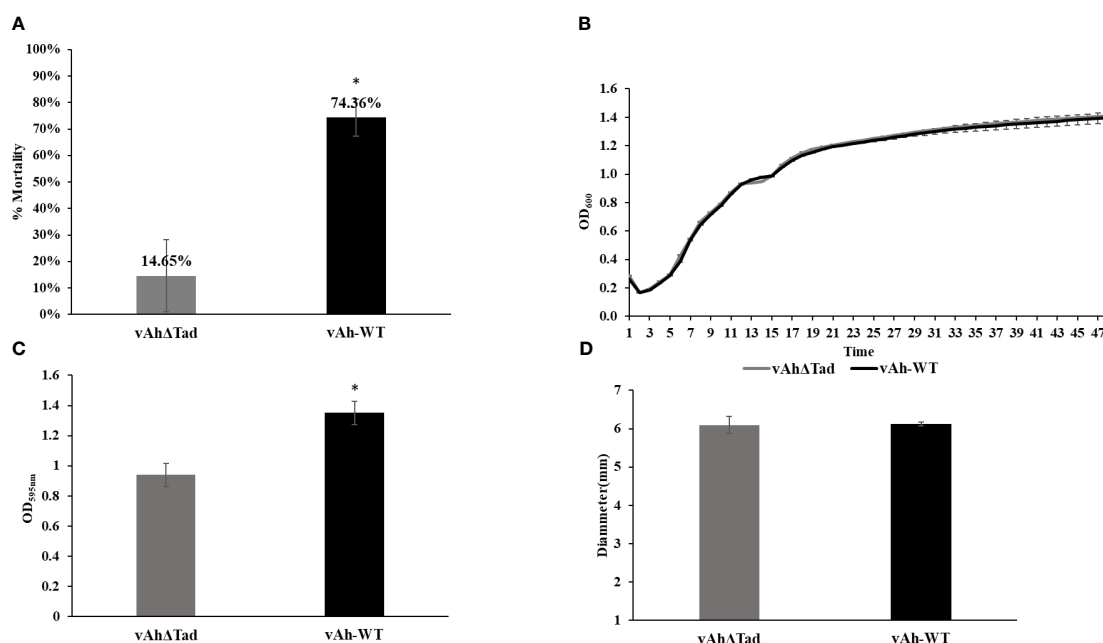 A
100%
90%
80%
70%
60%
50%
40%
30%
20%
10%
0%
% Mortality
14.65%
*
74.36%
vAhΔTad
vAh-WT
B
1.6
1.4
1.2
1.0
0.8
0.6
0.4
0.2
0.0
OD600
1 3 5 7 9 11 13 15 17 19 21 23 25 27 29 31 33 35 37 39 41 43 45 47
Time
vAhΔTad vAh-WT
C
1.6
1.4
1.2
1
0.8
0.6
0.4
0.2
0
OD595nm
*
vAhΔTad
vAh-WT
D
7
6
5
4
3
2
1
Diammeter(mm)
vAhΔTad
vAh-WT